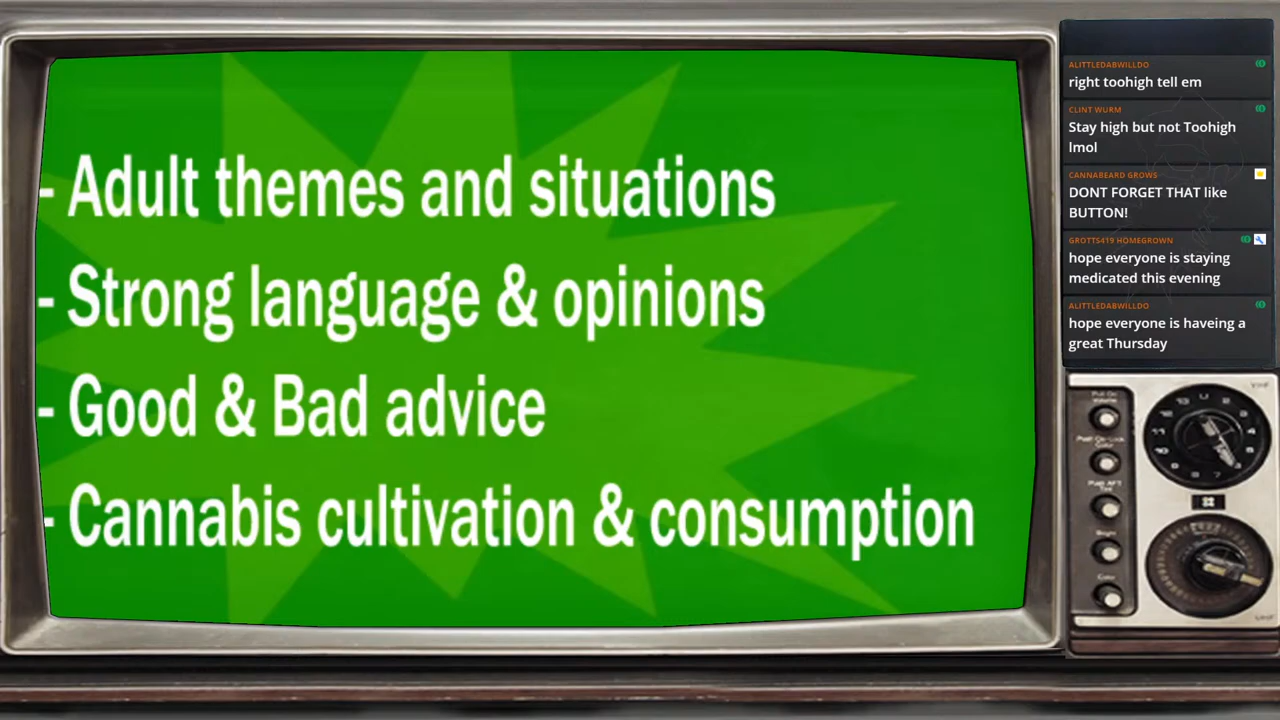 - Adult themes and situations
- Strong language & opinions
- Good & Bad advice
- Cannabis cultivation & consumption
ALITTLEDABWILLDO
right toohigh tell em
CLINT WURM
Stay high but not Toohigh
lmol
CANNABEARD GROWS
DONT FORGET THAT like
BUTTON!
GROTTS419 HOMEGROWN
hope everyone is staying
medicated this evening
ALITTLEDABWILLDO
hope everyone is haveing a
great Thursday